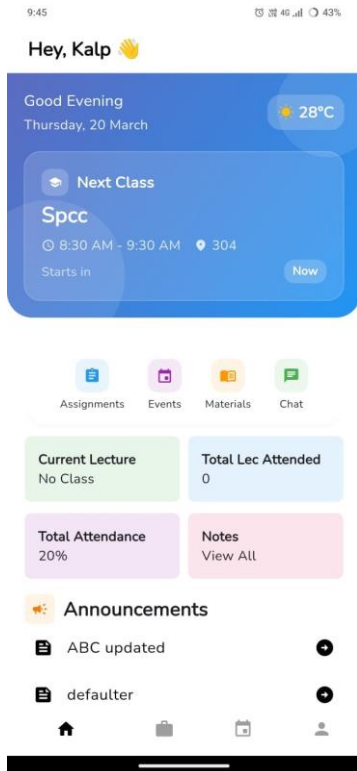 9:45
4G 43%
Hey, Kalp 👋
Good Evening
Thursday, 20 March
28°C
Next Class
Spcc
8:30 AM - 9:30 AM 304
Starts in Now
Assignments Events Materials Chat
Current Lecture
No Class
Total Lec Attended
0
Total Attendance
20%
Notes
View All
Announcements
ABC updated
defaulter